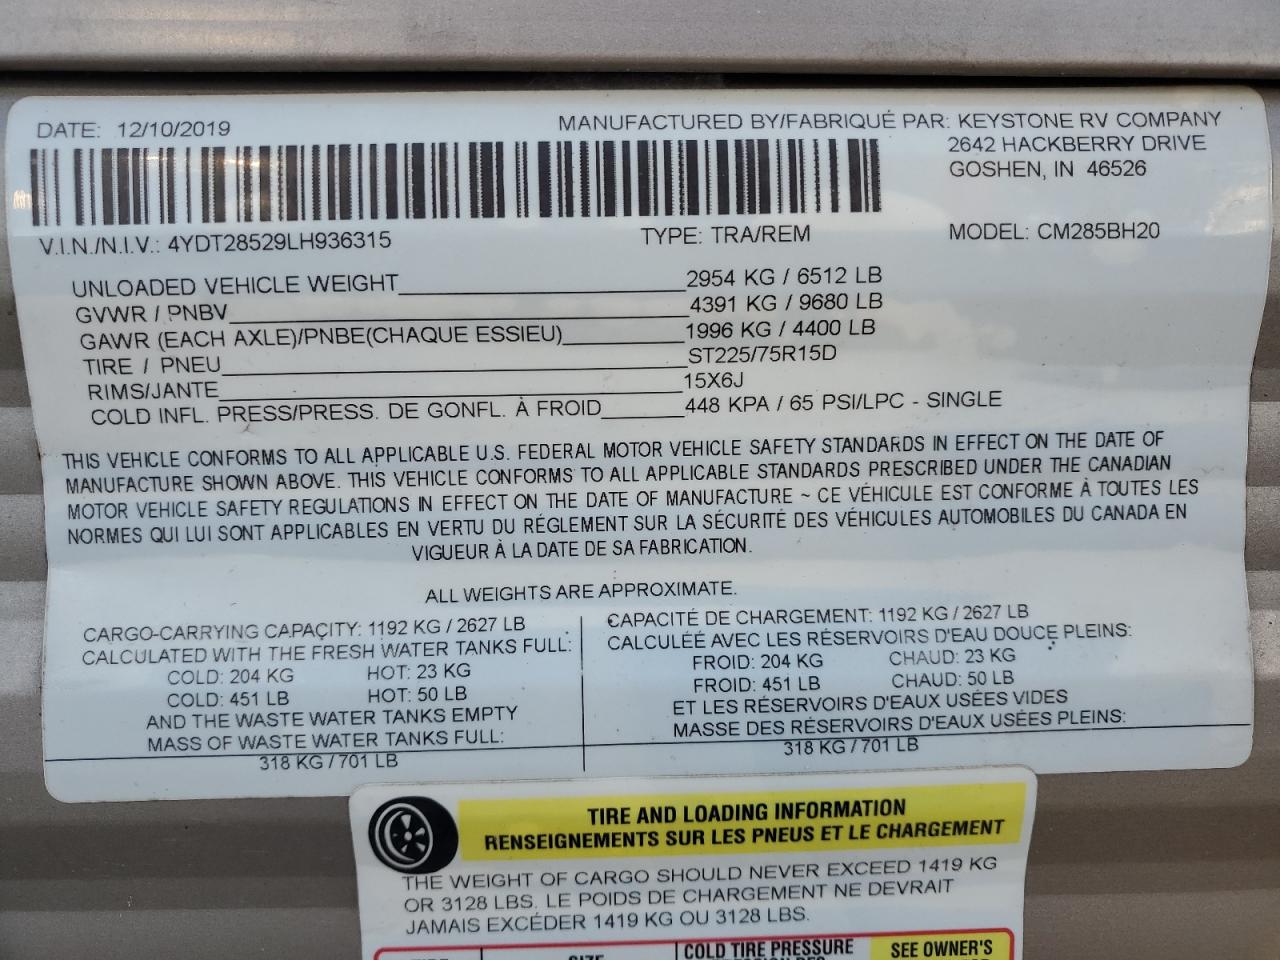 DATE: 12/10/2019
MANUFACTURED BY/FABRIQUÉ PAR: KEYSTONE RV COMPANY
2642 HACKBERRY DRIVE
GOSHEN, IN 46526
V.I.N./N.I.V.: 4YDT28529LH936315 TYPE: TRA/REM MODEL: CM285BH20
UNLOADED VEHICLE WEIGHT 2954 KG / 6512 LB
GVWR / PNBV 4391 KG / 9680 LB
GAWR (EACH AXLE)/PNBE(CHAQUE ESSIEU) 1996 KG / 4400 LB
TIRE / PNEU ST225/75R15D
RIMS/JANTE 15X6J
COLD INFL. PRESS/PRESS. DE GONFL. À FROID 448 KPA / 65 PSI/LPC - SINGLE
THIS VEHICLE CONFORMS TO ALL APPLICABLE U.S. FEDERAL MOTOR VEHICLE SAFETY STANDARDS IN EFFECT ON THE DATE OF
MANUFACTURE SHOWN ABOVE. THIS VEHICLE CONFORMS TO ALL APPLICABLE STANDARDS PRESCRIBED UNDER THE CANADIAN
MOTOR VEHICLE SAFETY REGULATIONS IN EFFECT ON THE DATE OF MANUFACTURE ~ CE VÉHICULE EST CONFORME À TOUTES LES
NORMES QUI LUI SONT APPLICABLES EN VERTU DU RÉGLEMENT SUR LA SÉCURITÉ DES VÉHICULES AUTOMOBILES DU CANADA EN
VIGUEUR À LA DATE DE SA FABRICATION.
ALL WEIGHTS ARE APPROXIMATE.
CARGO-CARRYING CAPACITY: 1192 KG / 2627 LB
CALCULATED WITH THE FRESH WATER TANKS FULL:
COLD: 204 KG HOT: 23 KG
COLD: 451 LB HOT: 50 LB
AND THE WASTE WATER TANKS EMPTY
MASS OF WASTE WATER TANKS FULL:
318 KG / 701 LB
CAPACITÉ DE CHARGEMENT: 1192 KG / 2627 LB
CALCULÉE AVEC LES RÉSERVOIRS D'EAU DOUCE PLEINS:
FROID: 204 KG CHAUD: 23 KG
FROID: 451 LB CHAUD: 50 LB
ET LES RÉSERVOIRS D'EAUX USÉES VIDES
MASSE DES RÉSERVOIRS D'EAUX USÉES PLEINS:
318 KG / 701 LB
TIRE AND LOADING INFORMATION
RENSEIGNEMENTS SUR LES PNEUS ET LE CHARGEMENT
THE WEIGHT OF CARGO SHOULD NEVER EXCEED 1419 KG
OR 3128 LBS. LE POIDS DE CHARGEMENT NE DEVRAIT
JAMAIS EXCÉDER 1419 KG OU 3128 LBS.
COLD TIRE PRESSURE SEE OWNER'S